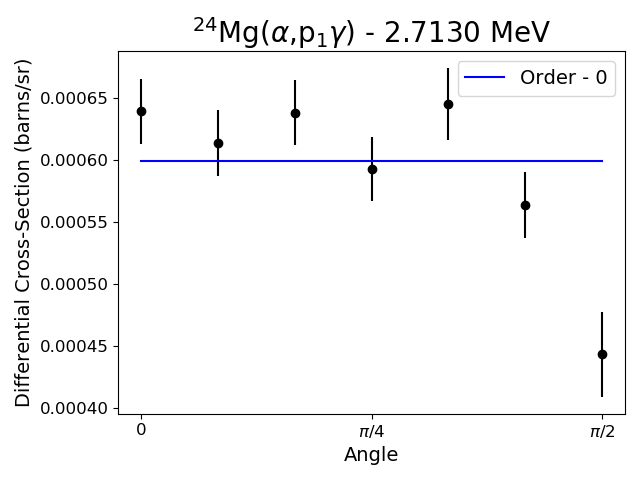 ²⁴Mg(α,p₁γ) - 2.7130 MeV
Order - 0
Differential Cross-Section (barns/sr)
0.00065
0.00060
0.00055
0.00050
0.00045
0.00040
0 π/4 π/2
Angle